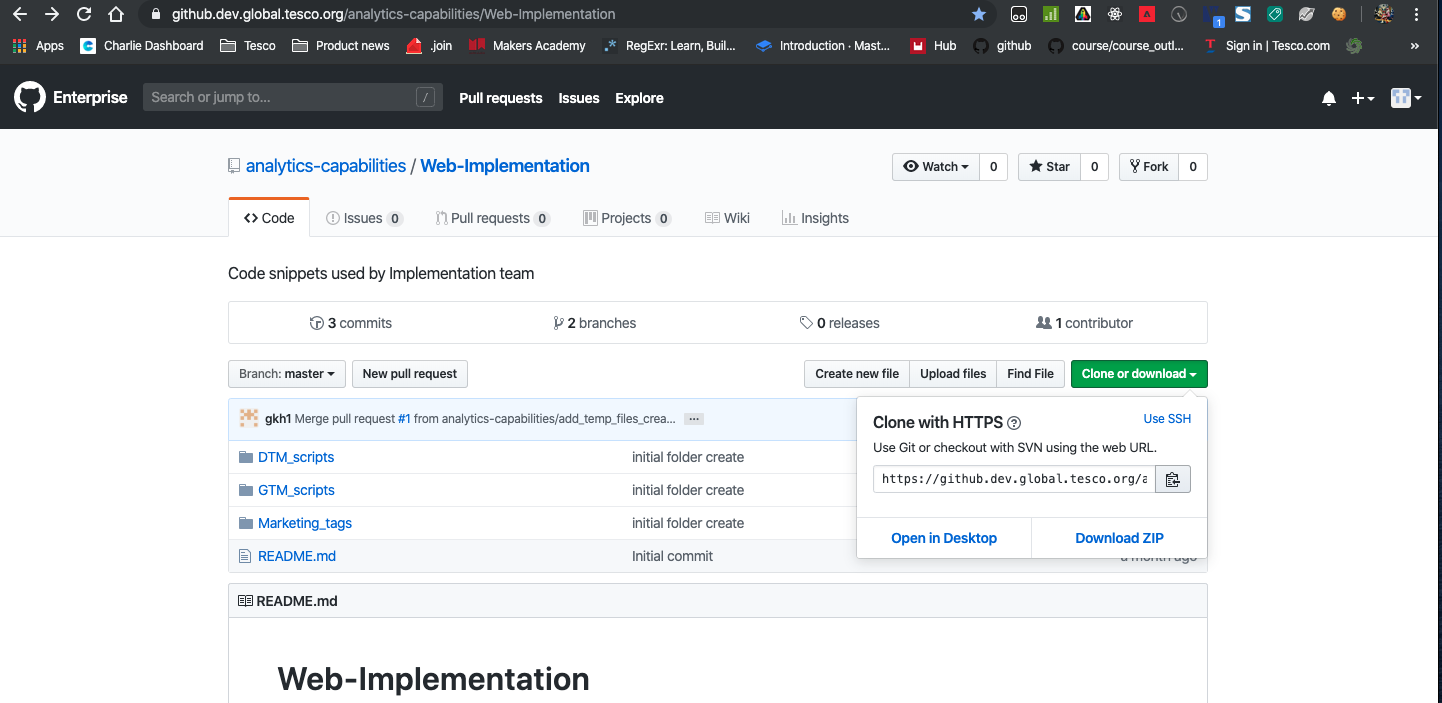 github.dev.global.tesco.org/analytics-capabilities/Web-Implementation
1
Apps Charlie Dashboard Tesco Product news .join Makers Academy RegExr: Learn, Buil... Introduction · Mast... Hub github course/course_outl... Sign in | Tesco.com »
Enterprise Search or jump to... / Pull requests Issues Explore
analytics-capabilities / Web-Implementation Watch 0 Star 0 Fork 0
Code Issues 0 Pull requests 0 Projects 0 Wiki Insights
Code snippets used by Implementation team
3 commits 2 branches 0 releases 1 contributor
Branch: master New pull request Create new file Upload files Find File Clone or download
gkh1 Merge pull request #1 from analytics-capabilities/add_temp_files_crea... ...
Clone with HTTPS Use SSH
Use Git or checkout with SVN using the web URL.
https://github.dev.global.tesco.org/a
Open in Desktop Download ZIP
DTM_scripts initial folder create
GTM_scripts initial folder create
Marketing_tags initial folder create
README.md Initial commit a month ago
README.md
Web-Implementation